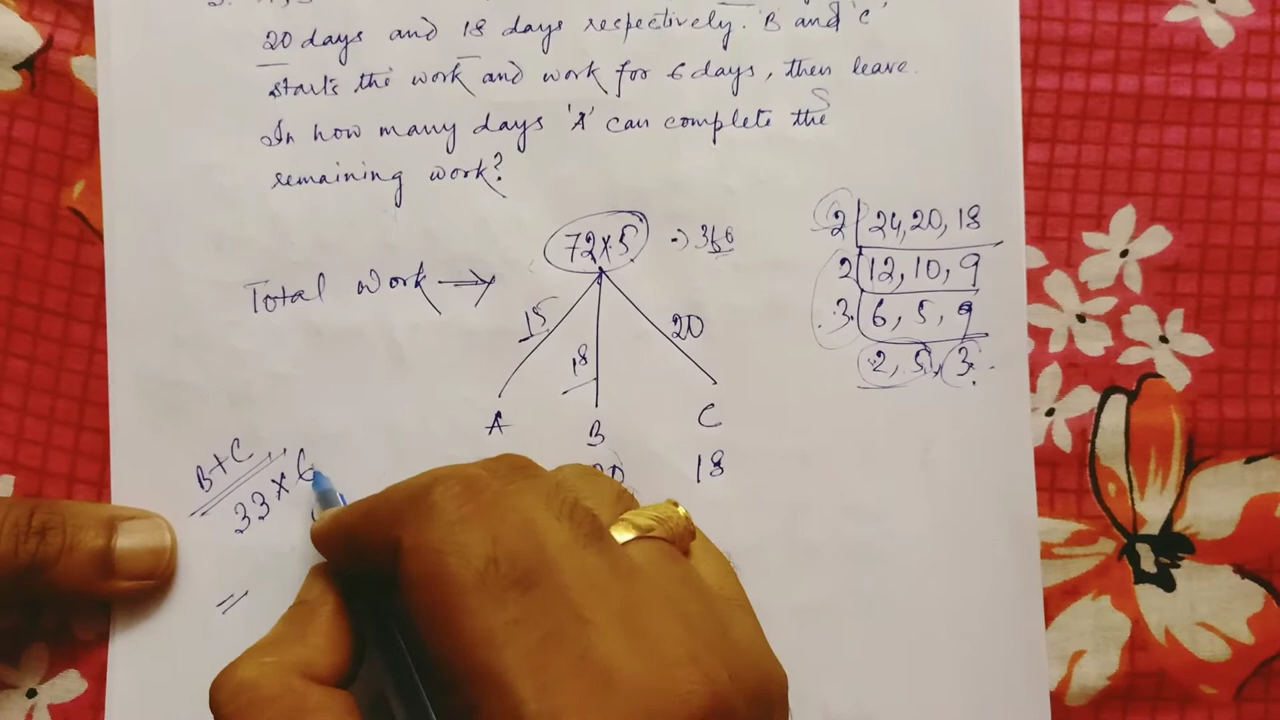 20 days and 18 days respectively. 'B' and 'C'
starts the work and work for 6 days, then leave.
In how many days 'A' can complete the
remaining work?
Total work → 72×5 ⇒ 360
15 18 20
A B C
20 18
B+C
33×6
=
2 24, 20, 18
2 12, 10, 9
3 6, 5, 9
2, 5, 3